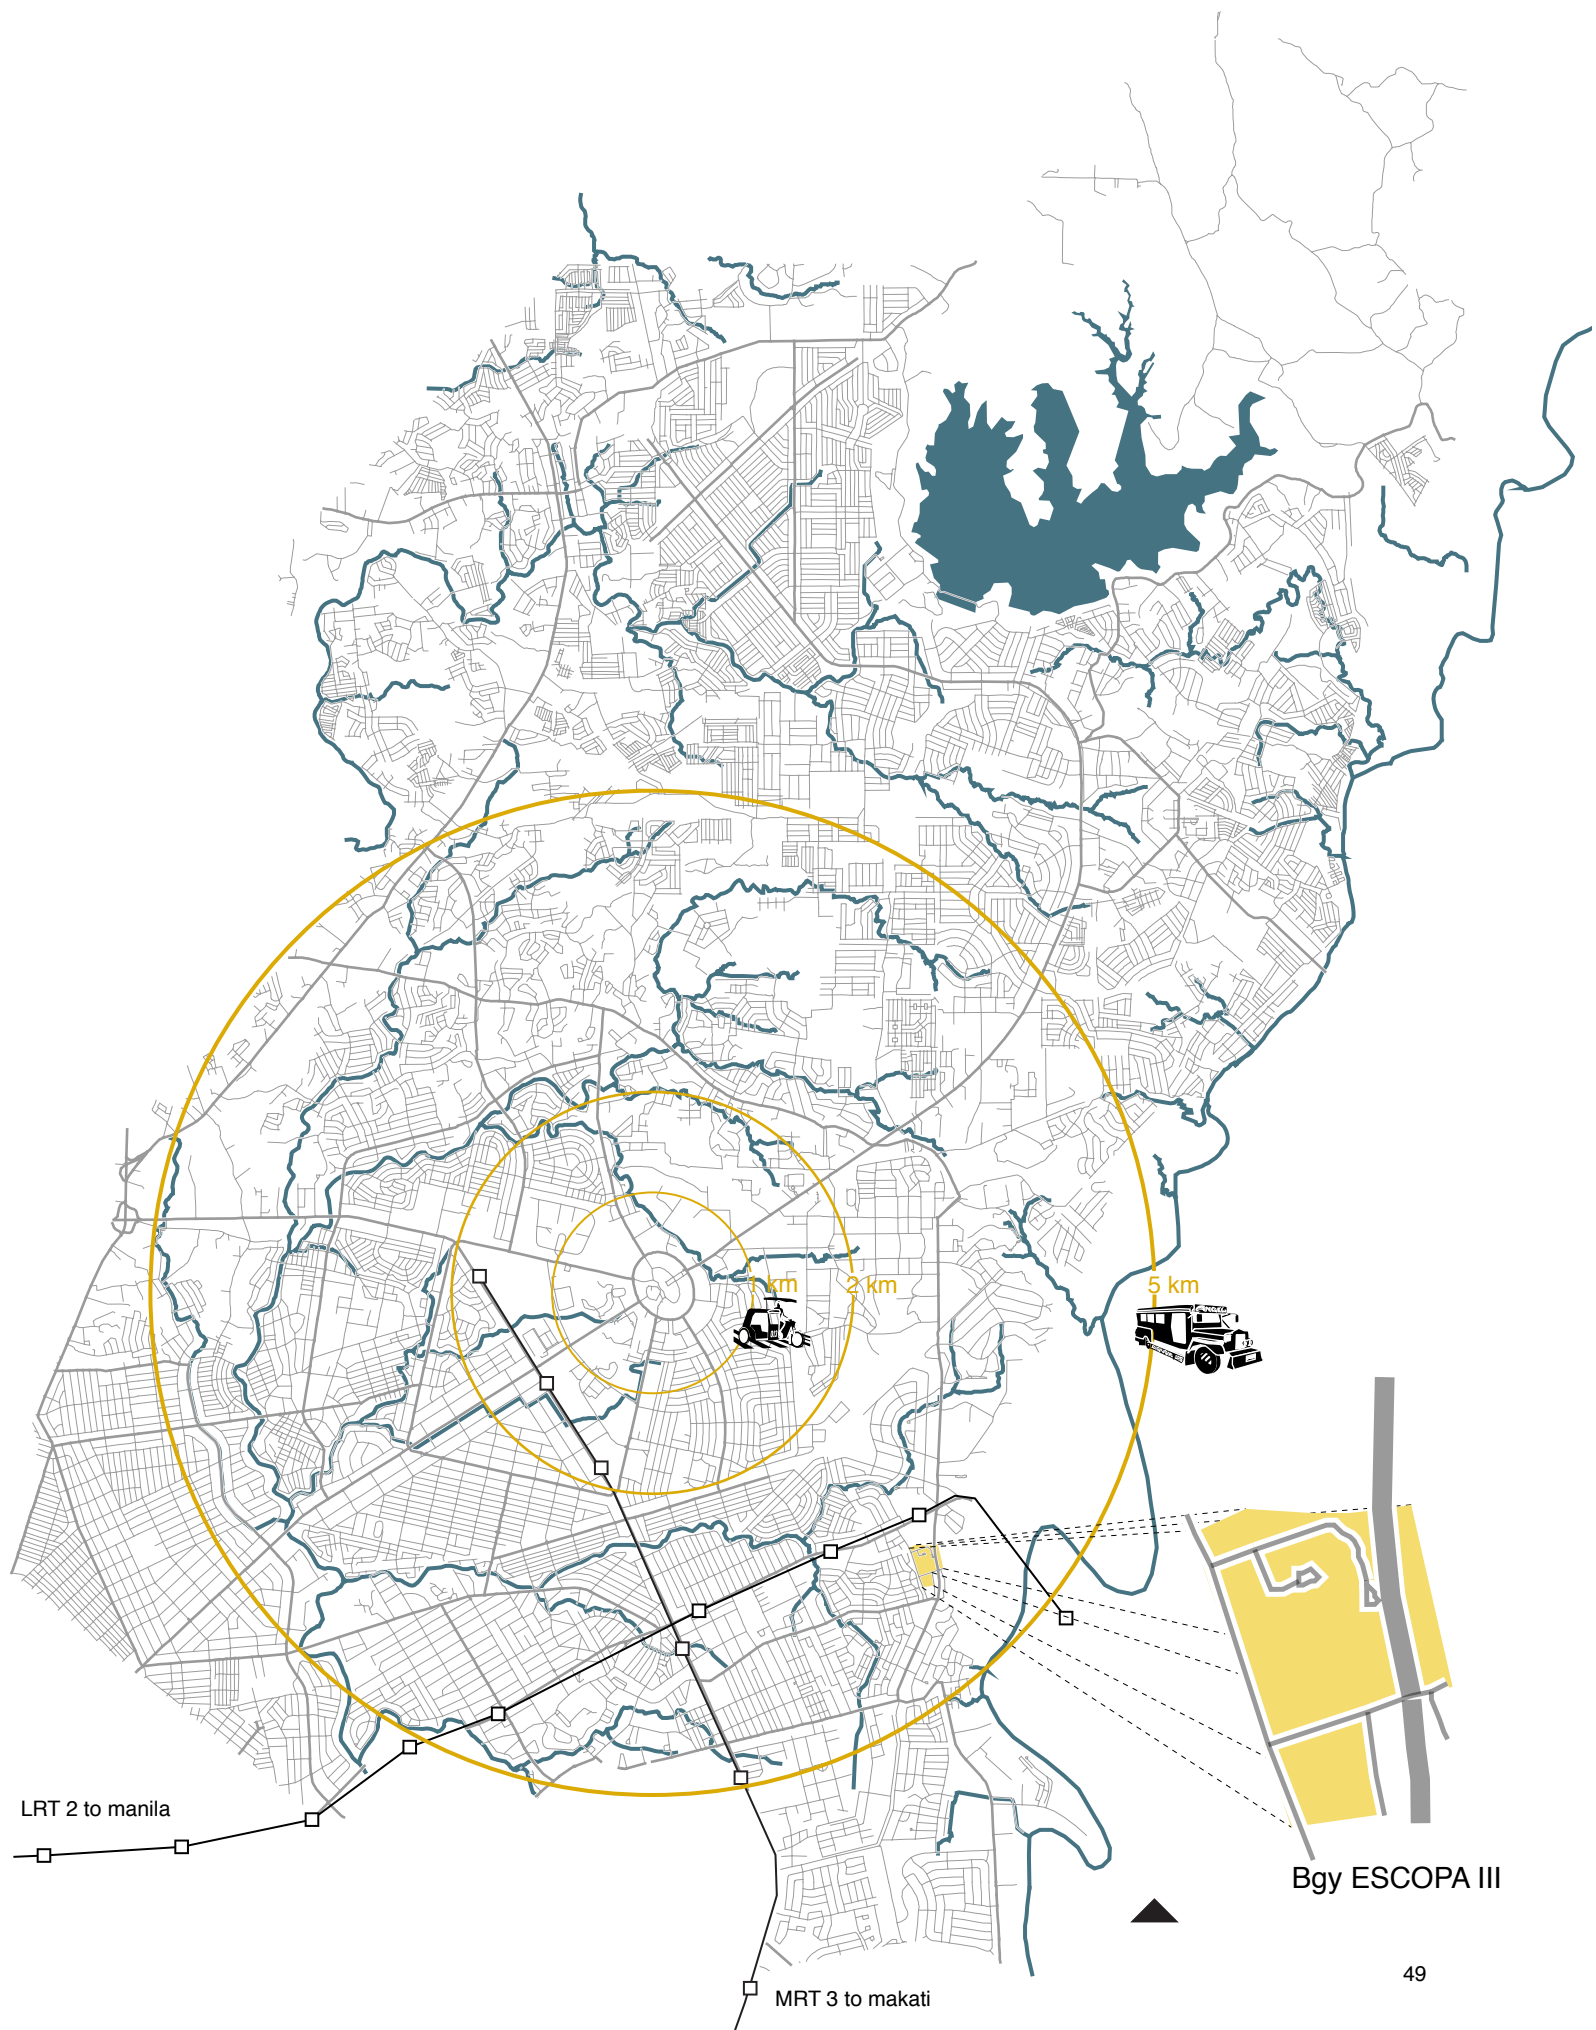 1 km
2 km
5 km
LRT 2 to manila
Bgy ESCOPA III
49
MRT 3 to makati